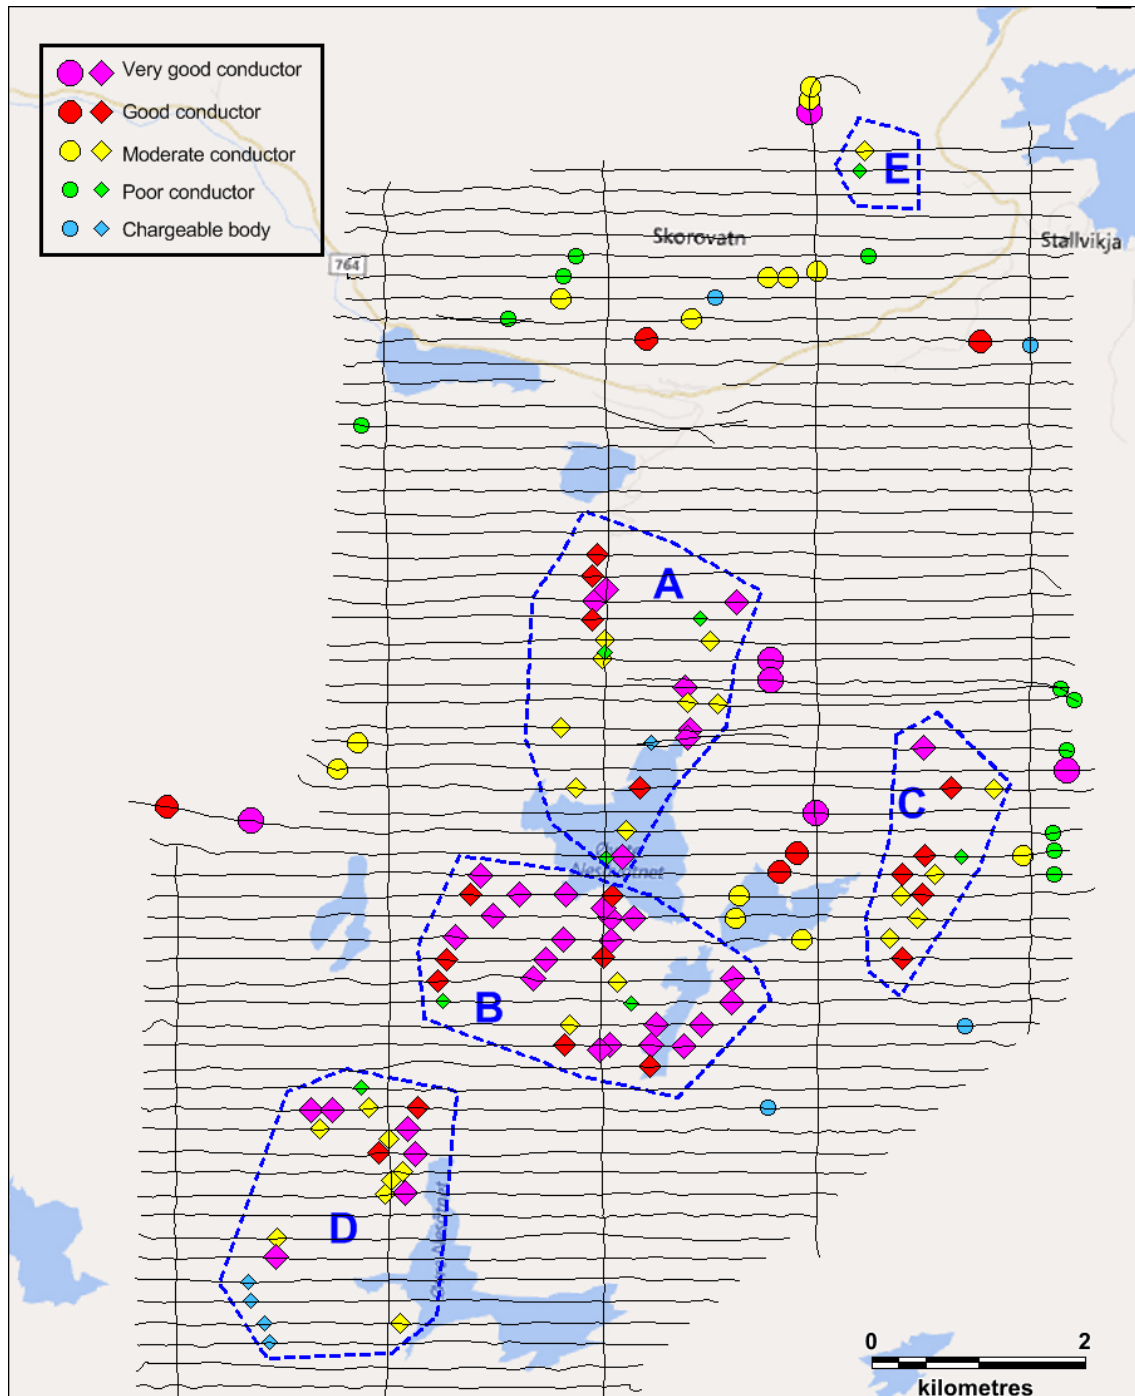 Very good conductor
Good conductor
Moderate conductor
Poor conductor
Chargeable body
E
Skorovatn
Stallvikja
764
A
C
B
D
0 2
kilometres